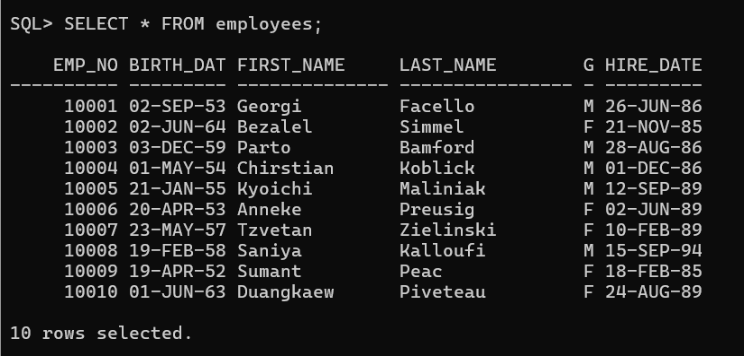 SQL> SELECT * FROM employees;
EMP_NO BIRTH_DAT FIRST_NAME LAST_NAME G HIRE_DATE
---------- --------- -------------- ---------------- - ---------
10001 02-SEP-53 Georgi Facello M 26-JUN-86
10002 02-JUN-64 Bezalel Simmel F 21-NOV-85
10003 03-DEC-59 Parto Bamford M 28-AUG-86
10004 01-MAY-54 Chirstian Koblick M 01-DEC-86
10005 21-JAN-55 Kyoichi Maliniak M 12-SEP-89
10006 20-APR-53 Anneke Preusig F 02-JUN-89
10007 23-MAY-57 Tzvetan Zielinski F 10-FEB-89
10008 19-FEB-58 Saniya Kalloufi M 15-SEP-94
10009 19-APR-52 Sumant Peac F 18-FEB-85
10010 01-JUN-63 Duangkaew Piveteau F 24-AUG-89
10 rows selected.